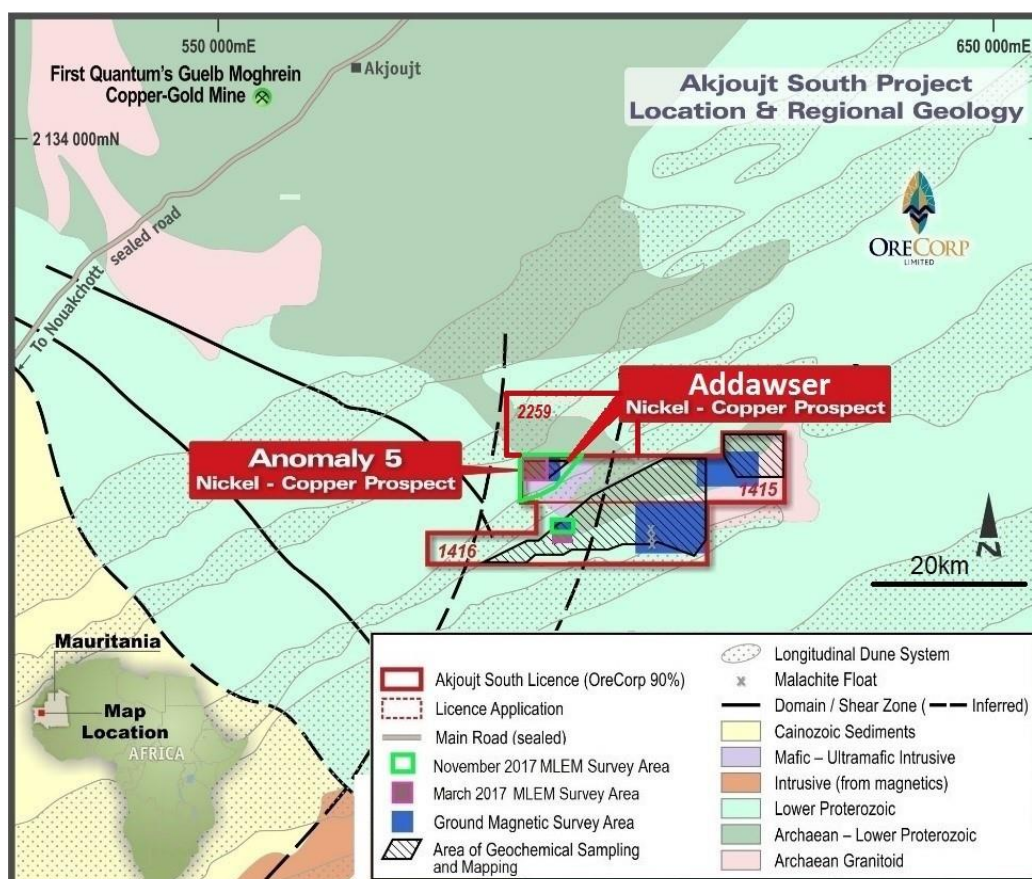 550 000mE
650 000mE
First Quantum's Guelb Moghrein
Copper-Gold Mine
Akjoujt
Akjoujt South Project
Location & Regional Geology
2 134 000mN
ORECORP
LIMITED
To Nouakchott sealed road
2259
Addawser
Nickel - Copper Prospect
Anomaly 5
Nickel - Copper Prospect
1415
1416
N
20km
Mauritania
Map
Location
AFRICA
Akjoujt South Licence (OreCorp 90%)
Licence Application
Main Road (sealed)
November 2017 MLEM Survey Area
March 2017 MLEM Survey Area
Ground Magnetic Survey Area
Area of Geochemical Sampling
and Mapping
Longitudinal Dune System
Malachite Float
Domain / Shear Zone ( Inferred)
Cainozoic Sediments
Mafic – Ultramafic Intrusive
Intrusive (from magnetics)
Lower Proterozoic
Archaean – Lower Proterozoic
Archaean Granitoid